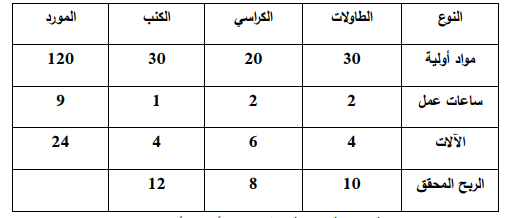 النوع الطاولات الكراسي الكنب المورد
مواد أولية 30 20 30 120
ساعات عمل 2 2 1 9
الآلات 4 6 4 24
الربح المحقق 10 8 12